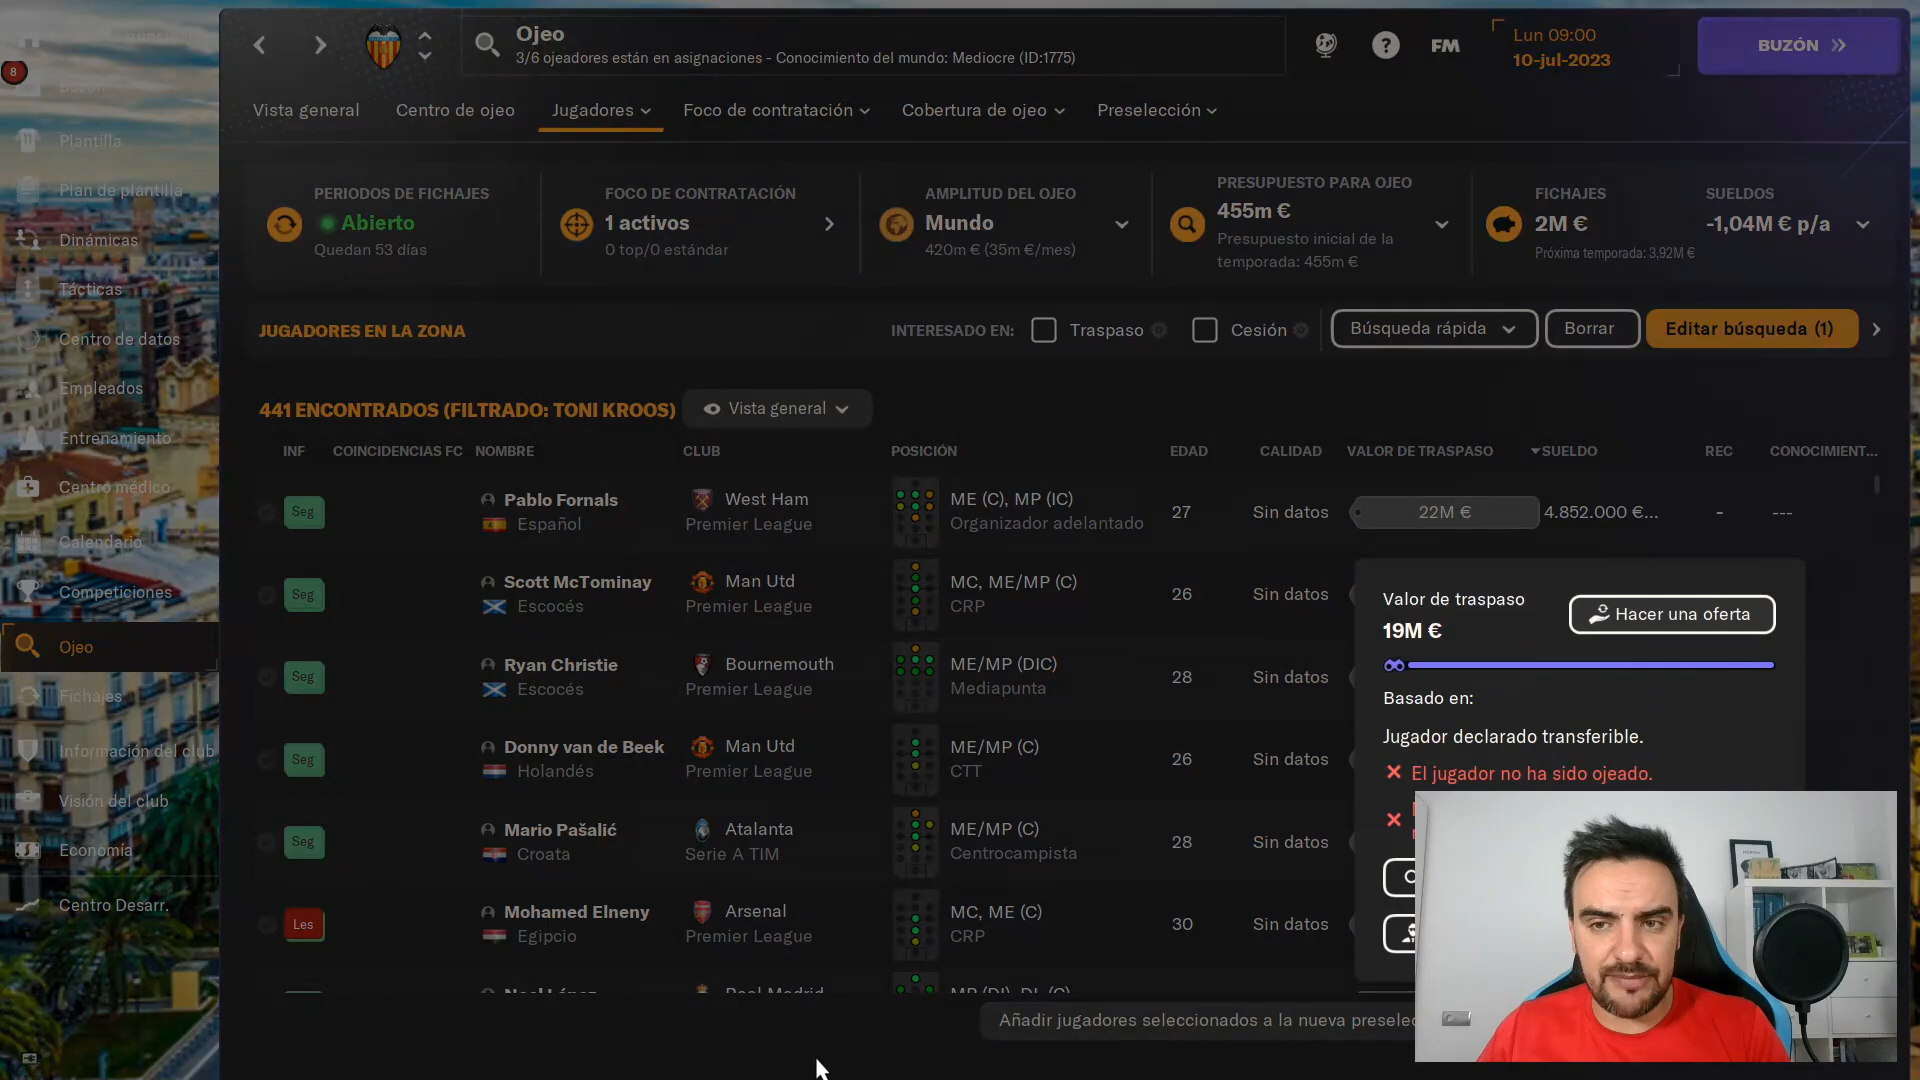 Ojeo
3/6 ojeadores están en asignaciones - Conocimiento del mundo: Mediocre (ID:1775)
FM
Lun 09:00
10-jul-2023
BUZÓN
8
Vista general
Centro de ojeo
Jugadores
Foco de contratación
Cobertura de ojeo
Preselección
Plantilla
Plan de plantilla
Dinámicas
Tácticas
Centro de datos
Empleados
Entrenamiento
Centro médico
Calendario
Competiciones
Ojeo
Fichajes
Información del club
Visión del club
Economía
Centro Desarr.
PERIODOS DE FICHAJES
Abierto
Quedan 53 días
FOCO DE CONTRATACIÓN
1 activos
0 top/0 estándar
AMPLITUD DEL OJEO
Mundo
420m € (35m €/mes)
PRESUPUESTO PARA OJEO
455m €
Presupuesto inicial de la
temporada: 455m €
FICHAJES
2M €
Próxima temporada: 3,92M €
SUELDOS
-1,04M € p/a
JUGADORES EN LA ZONA
INTERESADO EN:
Traspaso
Cesión
Búsqueda rápida
Borrar
Editar búsqueda (1)
441 ENCONTRADOS (FILTRADO: TONI KROOS)
Vista general
INF COINCIDENCIAS FC NOMBRE CLUB POSICIÓN EDAD CALIDAD VALOR DE TRASPASO SUELDO REC CONOCIMIENT...
Seg Pablo Fornals West Ham ME (C), MP (IC) 27 Sin datos 22M € 4.852.000 €... - ---
Español Premier League Organizador adelantado
Seg Scott McTominay Man Utd MC, ME/MP (C) 26 Sin datos
Escocés Premier League CRP
Seg Ryan Christie Bournemouth ME/MP (DIC) 28 Sin datos
Escocés Premier League Mediapunta
Seg Donny van de Beek Man Utd ME/MP (C) 26 Sin datos
Holandés Premier League CTT
Seg Mario Pašalić Atalanta ME/MP (C) 28 Sin datos
Croata Serie A TIM Centrocampista
Les Mohamed Elneny Arsenal MC, ME (C) 30 Sin datos
Egipcio Premier League CRP
Real Madrid
Valor de traspaso
19M €
Hacer una oferta
Basado en:
Jugador declarado transferible.
El jugador no ha sido ojeado.
Añadir jugadores seleccionados a la nueva